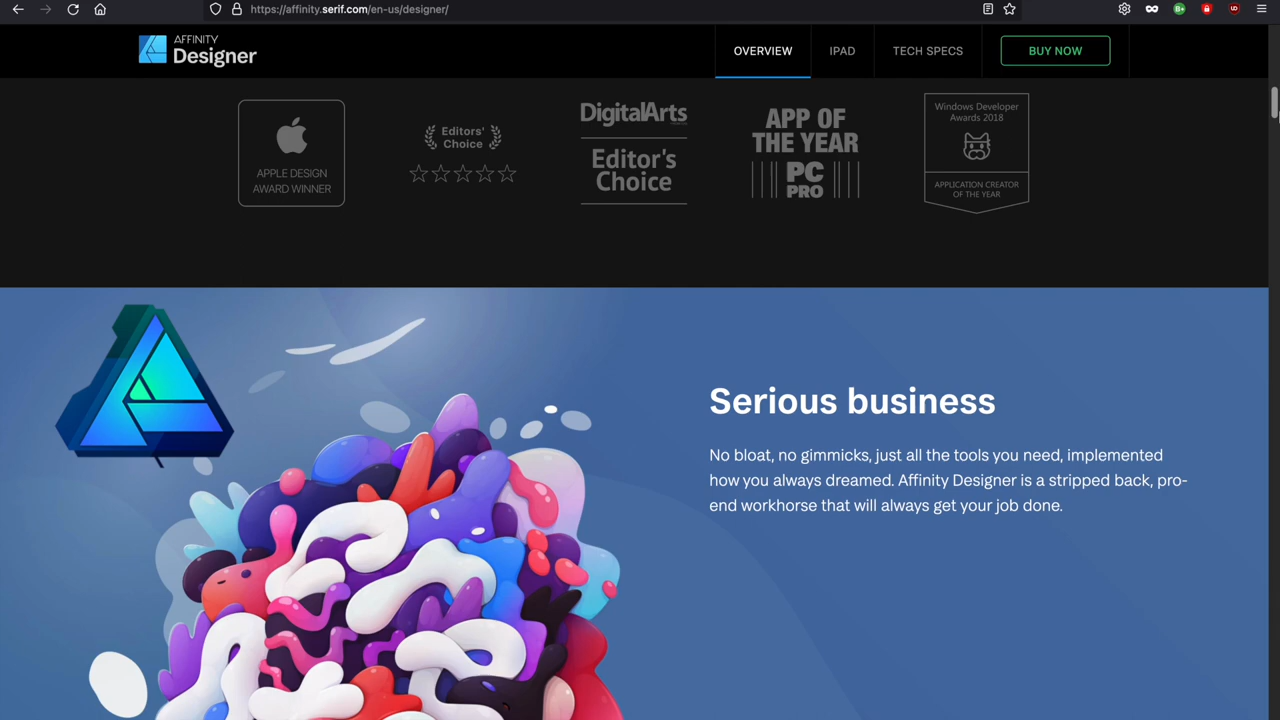 https://affinity.serif.com/en-us/designer/
AFFINITY
Designer
OVERVIEW
IPAD
TECH SPECS
BUY NOW
APPLE DESIGN
AWARD WINNER
Editors'
Choice
DigitalArts
Editor's
Choice
APP OF
THE YEAR
PC
PRO
Windows Developer
Awards 2018
APPLICATION CREATOR
OF THE YEAR
Serious business
No bloat, no gimmicks, just all the tools you need, implemented
how you always dreamed. Affinity Designer is a stripped back, pro-
end workhorse that will always get your job done.